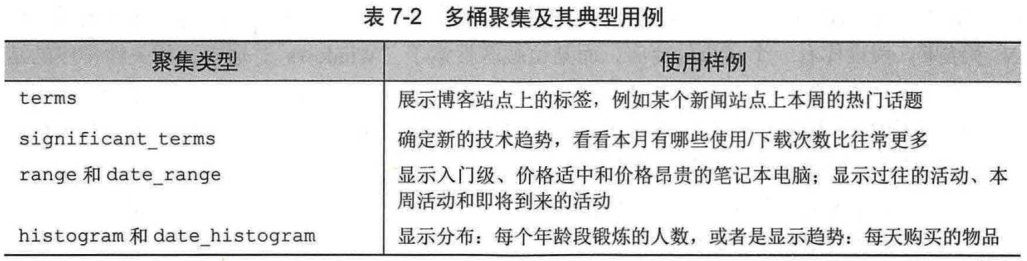 表 7-2 多桶聚集及其典型用例
聚集类型 使用样例
terms 展示博客站点上的标签，例如某个新闻站点上本周的热门话题
significant_terms 确定新的技术趋势，看看本月有哪些使用/下载次数比往常更多
range 和 date_range 显示入门级、价格适中和价格昂贵的笔记本电脑；显示过往的活动、本
周活动和即将到来的活动
histogram 和 date_histogram 显示分布：每个年龄段锻炼的人数，或者是显示趋势：每天购买的物品